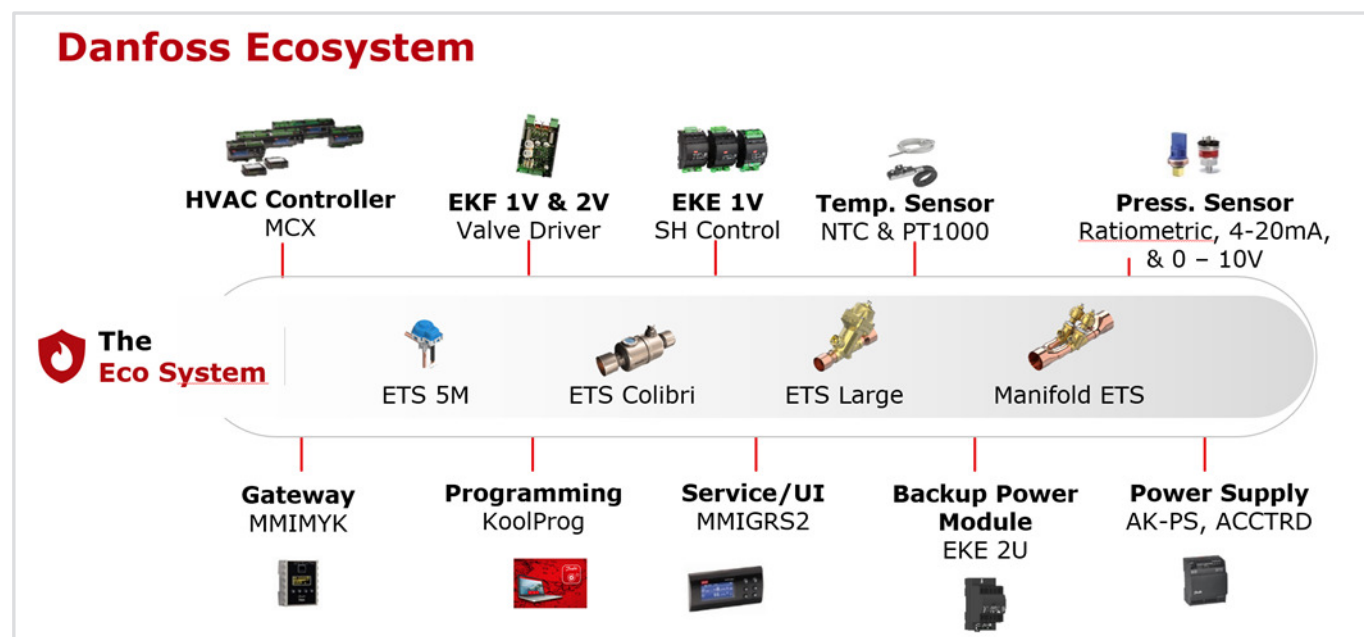 Danfoss Ecosystem
HVAC Controller
MCX
EKF 1V & 2V
Valve Driver
EKE 1V
SH Control
Temp. Sensor
NTC & PT1000
Press. Sensor
Ratiometric, 4-20mA,
& 0 – 10V
The
Eco System
ETS 5M
ETS Colibri
ETS Large
Manifold ETS
Gateway
MMIMYK
Programming
KoolProg
Service/UI
MMIGRS2
Backup Power
Module
EKE 2U
Power Supply
AK-PS, ACCTRD